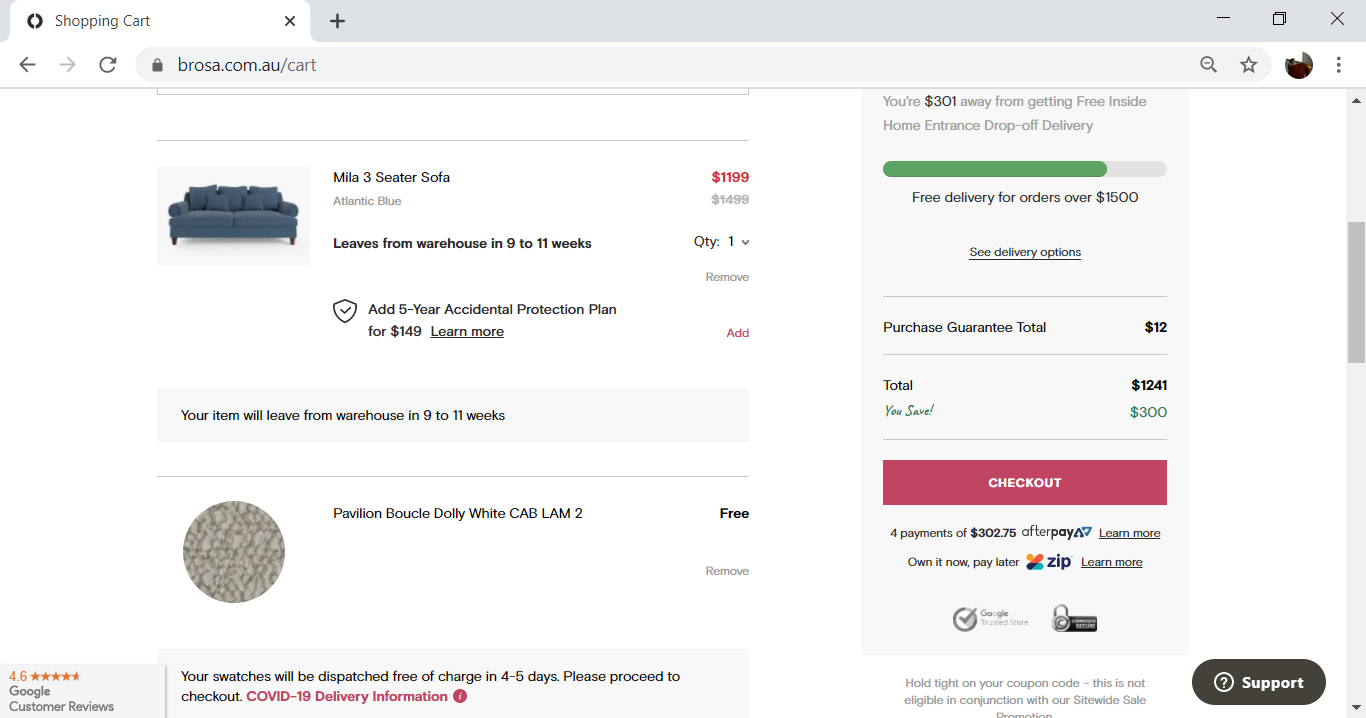 Shopping Cart
brosa.com.au/cart
You're $301 away from getting Free Inside
Home Entrance Drop-off Delivery
Free delivery for orders over $1500
See delivery options
Purchase Guarantee Total $12
Total $1241
You Save! $300
CHECKOUT
4 payments of $302.75 afterpay Learn more
Own it now, pay later zip Learn more
Google
Trusted Store
COMODO
SECURE
Hold tight on your coupon code – this is not
eligible in conjunction with our Sitewide Sale
Promotion
Mila 3 Seater Sofa $1199
Atlantic Blue $1499
Leaves from warehouse in 9 to 11 weeks Qty: 1
Remove
Add 5-Year Accidental Protection Plan
for $149 Learn more Add
Your item will leave from warehouse in 9 to 11 weeks
Pavilion Boucle Dolly White CAB LAM 2 Free
Remove
Your swatches will be dispatched free of charge in 4-5 days. Please proceed to
checkout. COVID-19 Delivery Information i
4.6
Google
Customer Reviews
? Support